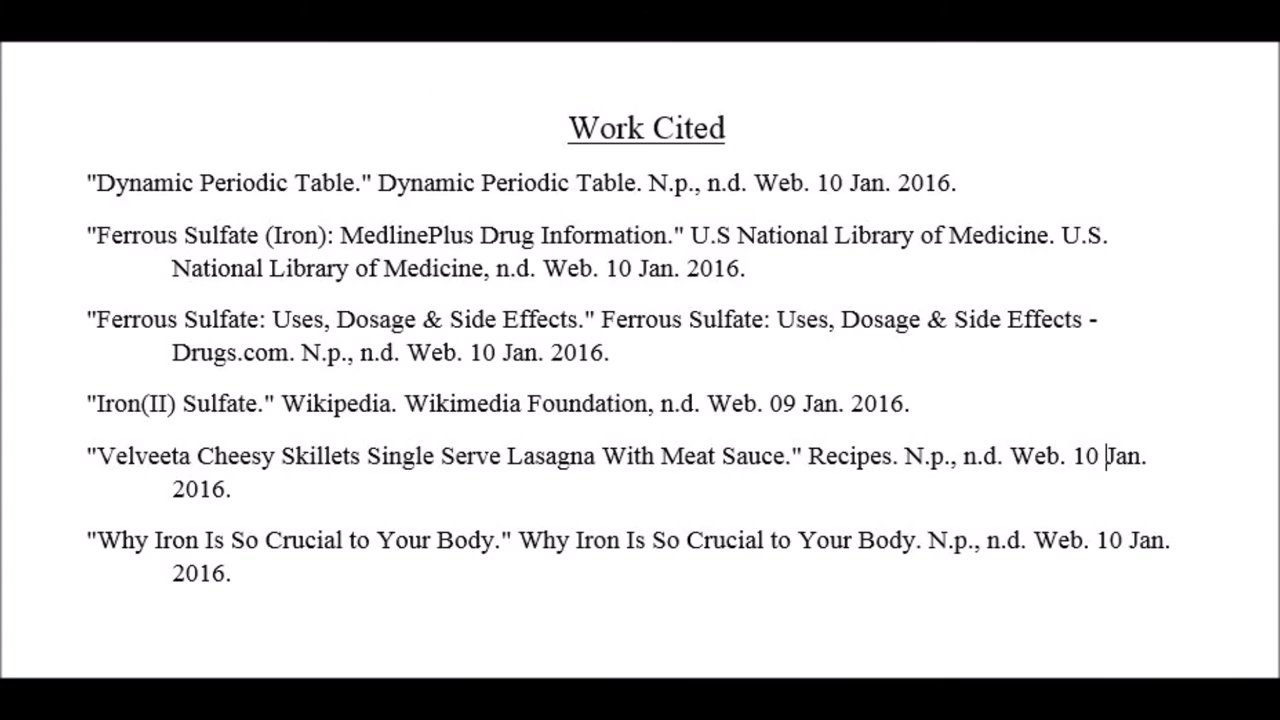 Work Cited
"Dynamic Periodic Table." Dynamic Periodic Table. N.p., n.d. Web. 10 Jan. 2016.
"Ferrous Sulfate (Iron): MedlinePlus Drug Information." U.S National Library of Medicine. U.S.
National Library of Medicine, n.d. Web. 10 Jan. 2016.
"Ferrous Sulfate: Uses, Dosage & Side Effects." Ferrous Sulfate: Uses, Dosage & Side Effects -
Drugs.com. N.p., n.d. Web. 10 Jan. 2016.
"Iron(II) Sulfate." Wikipedia. Wikimedia Foundation, n.d. Web. 09 Jan. 2016.
"Velveeta Cheesy Skillets Single Serve Lasagna With Meat Sauce." Recipes. N.p., n.d. Web. 10 Jan.
2016.
"Why Iron Is So Crucial to Your Body." Why Iron Is So Crucial to Your Body. N.p., n.d. Web. 10 Jan.
2016.